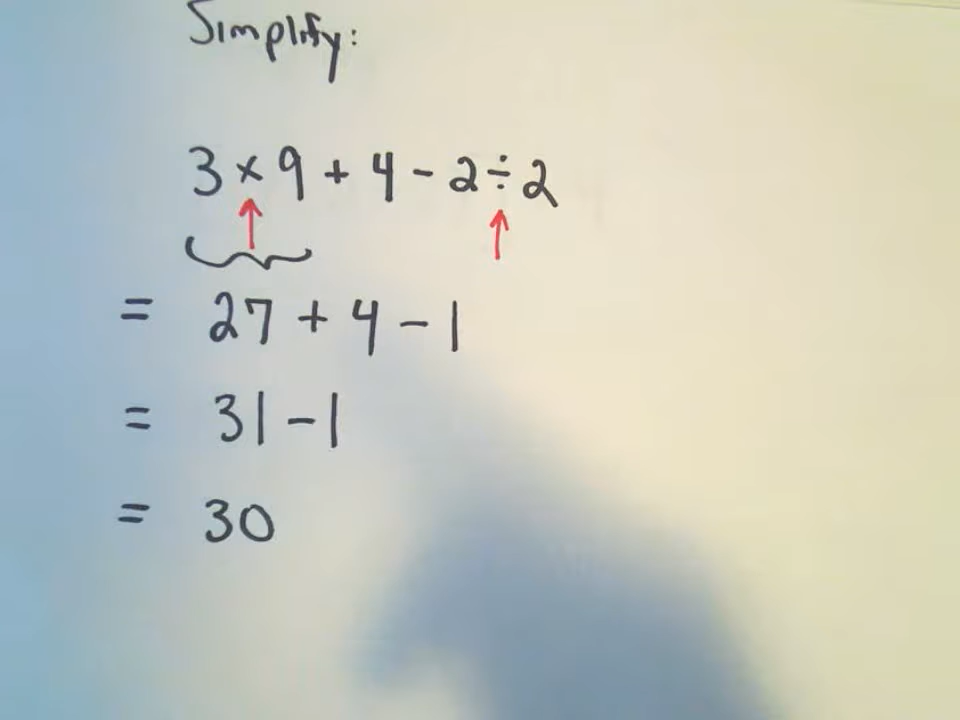 Simplify:
3 × 9 + 4 - 2 ÷ 2
= 27 + 4 - 1
= 31 - 1
= 30